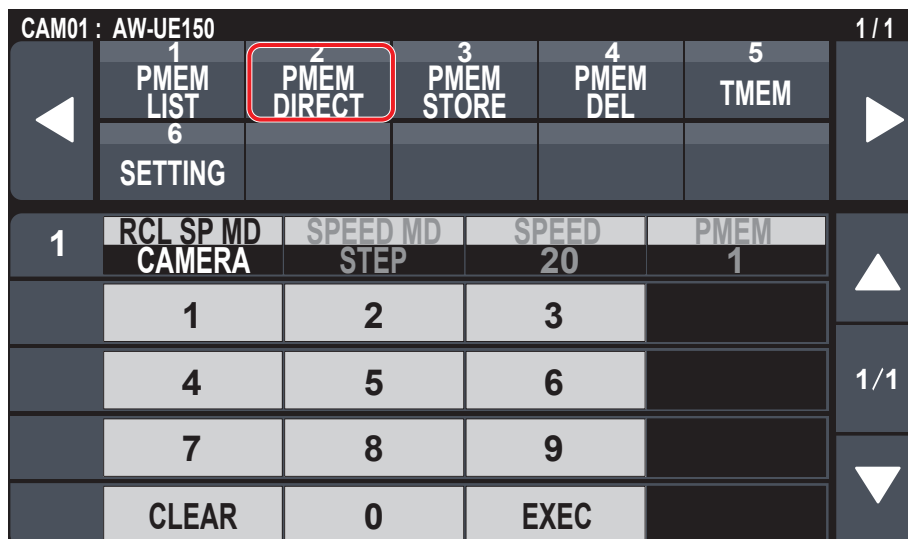 CAM01 : AW-UE150 1 / 1
1 2 3 4 5
PMEM LIST PMEM DIRECT PMEM STORE PMEM DEL TMEM
6
SETTING
1 RCL SP MD SPEED MD SPEED PMEM
CAMERA STEP 20 1
1 2 3
4 5 6 1/1
7 8 9
CLEAR 0 EXEC